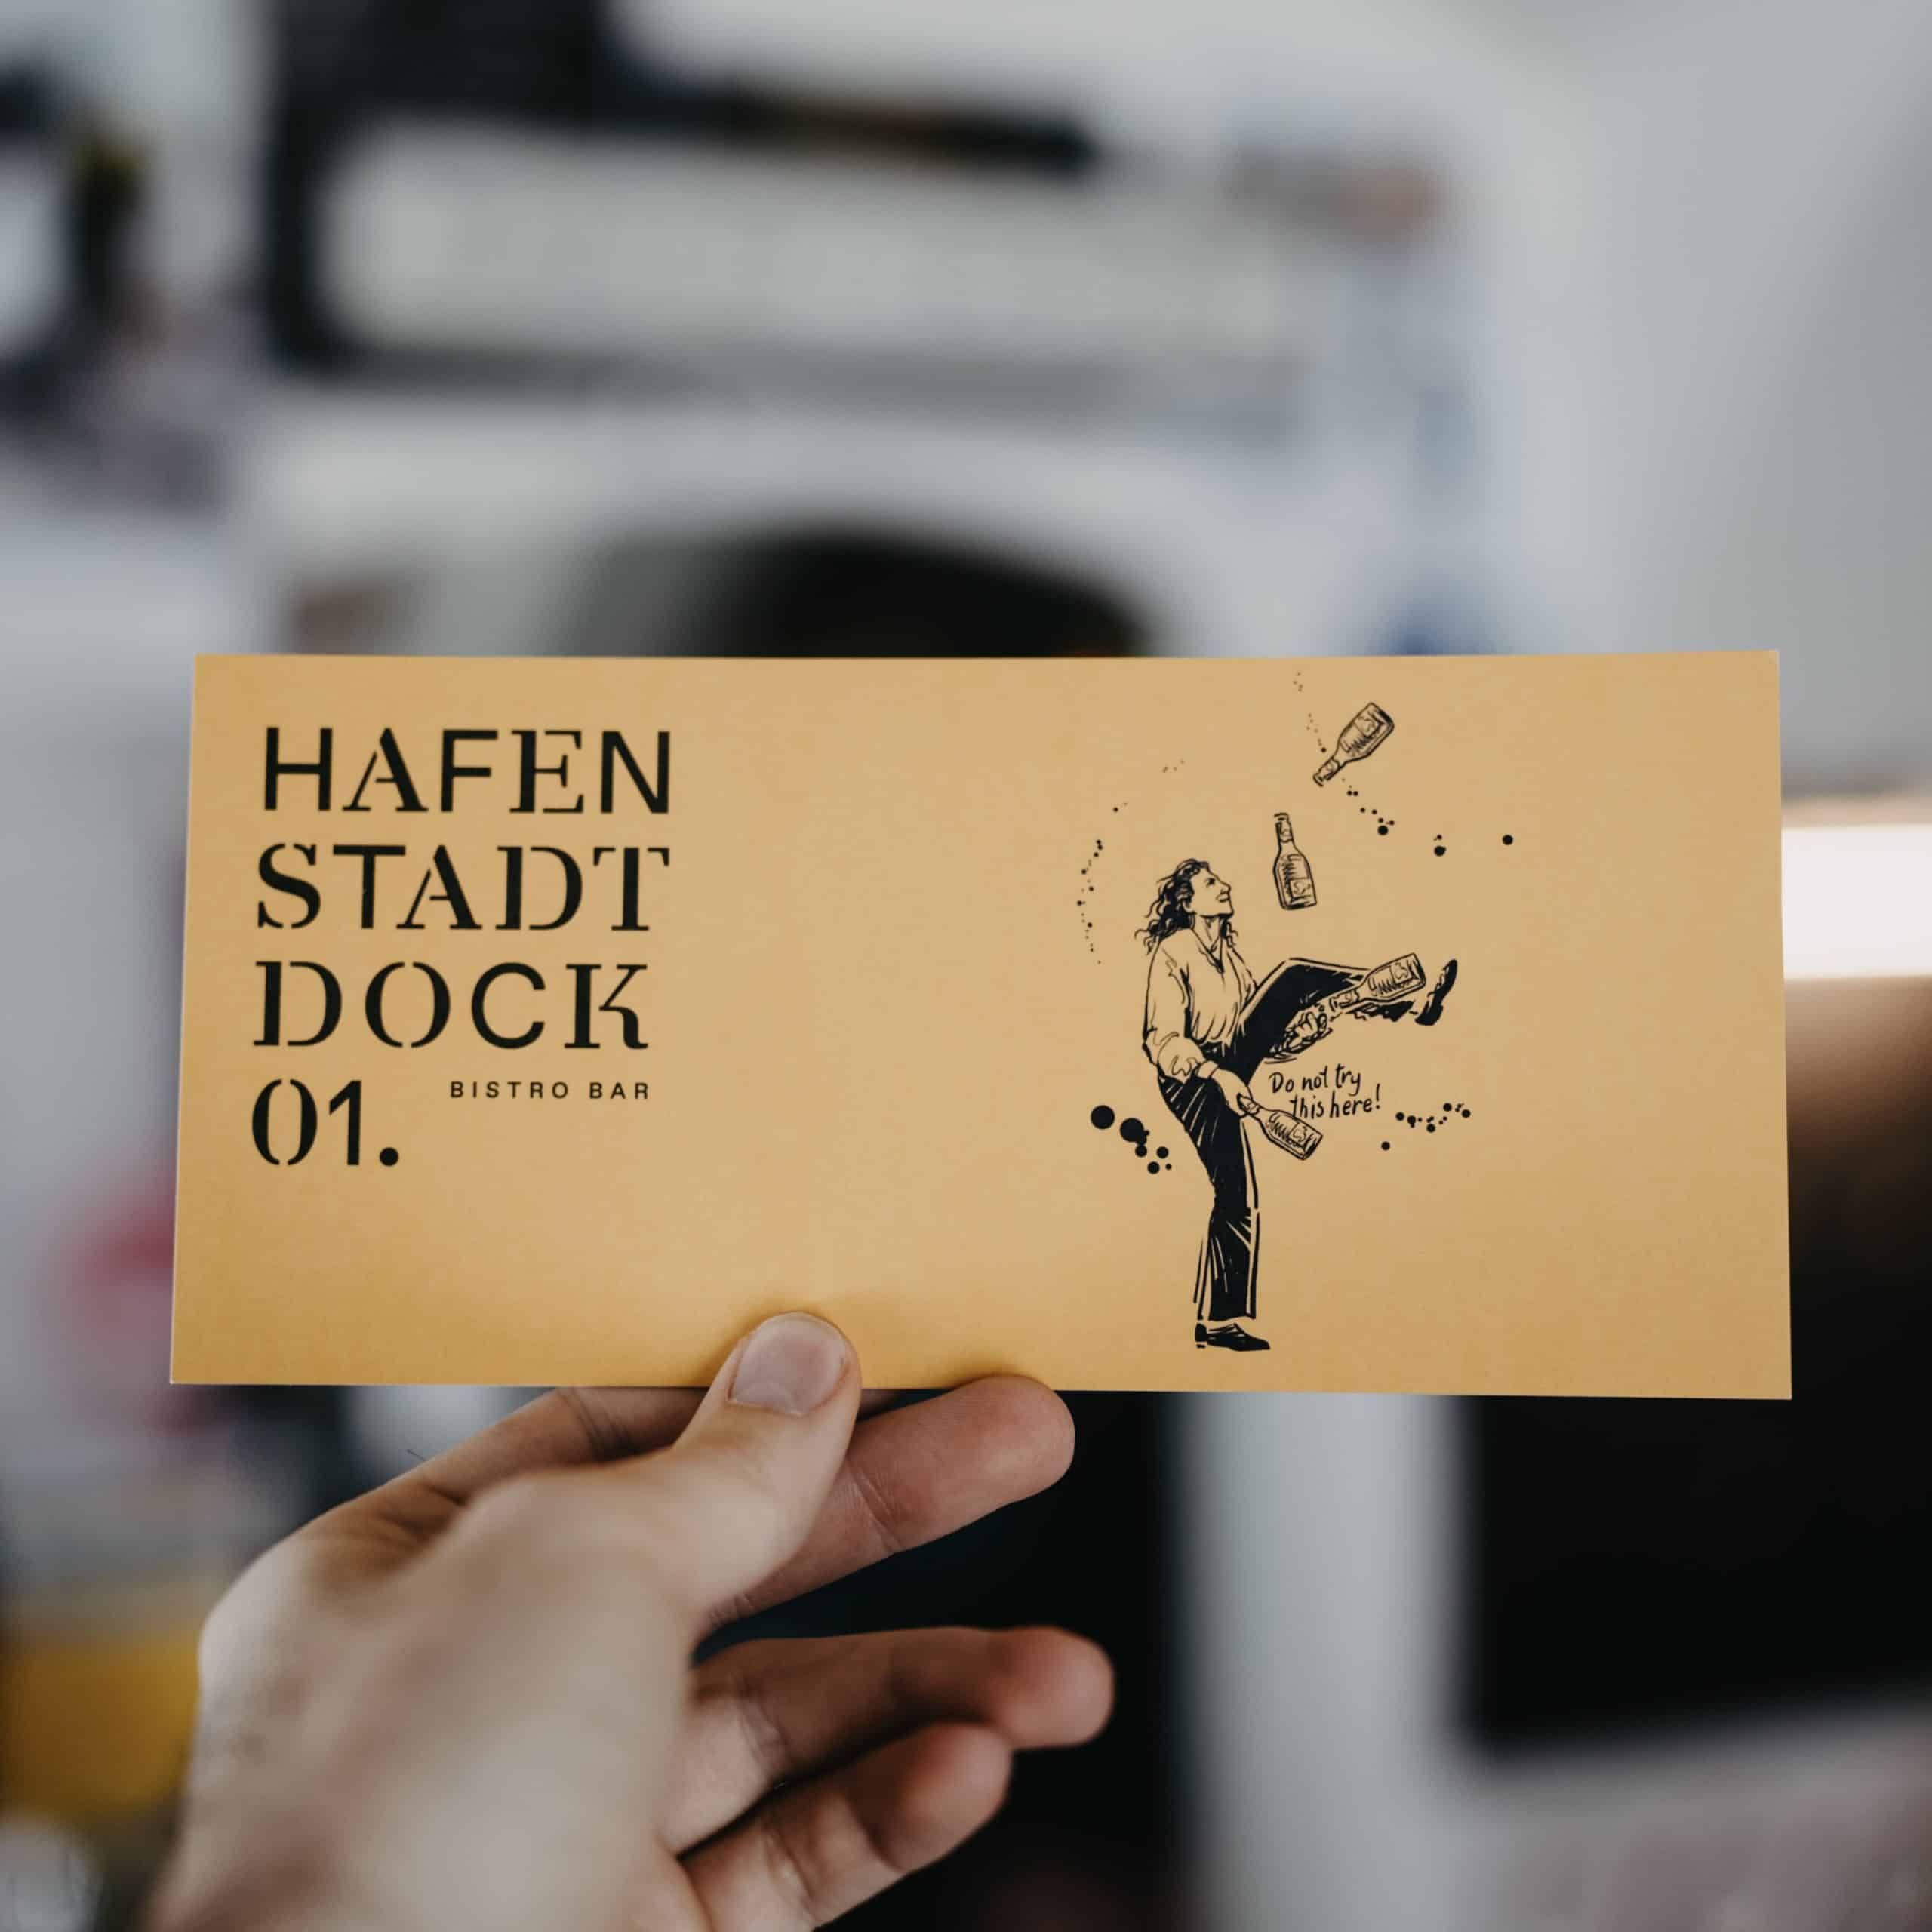 HAFEN
STADT
DOCK
01.
BISTRO BAR
Do not try
this here!